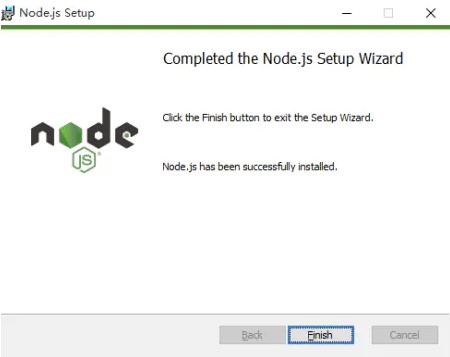 Node.js Setup
Completed the Node.js Setup Wizard
Click the Finish button to exit the Setup Wizard.
node
JS
Node.js has been successfully installed.
Back
Finish
Cancel